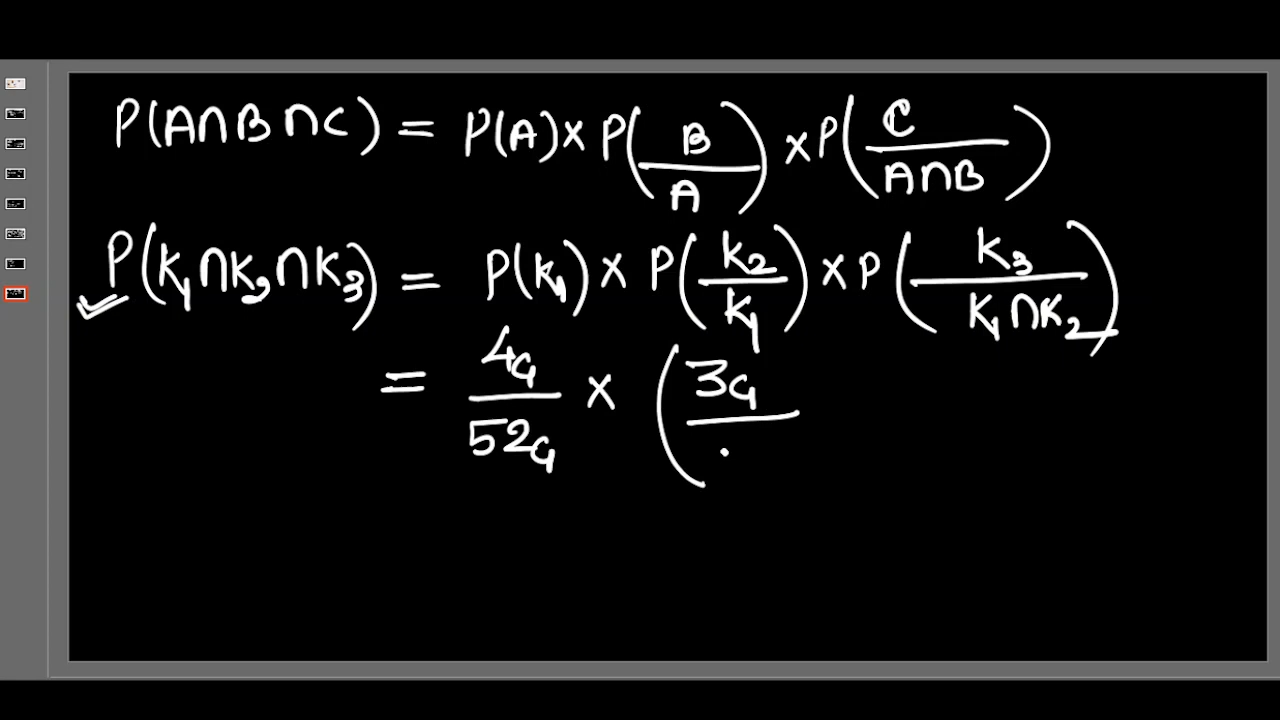 P(A∩B∩C) = P(A) × P(B/A) × P(C/A∩B)
P(K₁∩K₂∩K₃) = P(K₁) × P(K₂/K₁) × P(K₃/K₁∩K₂)
= 4C₁/52C₁ × (3C₁/